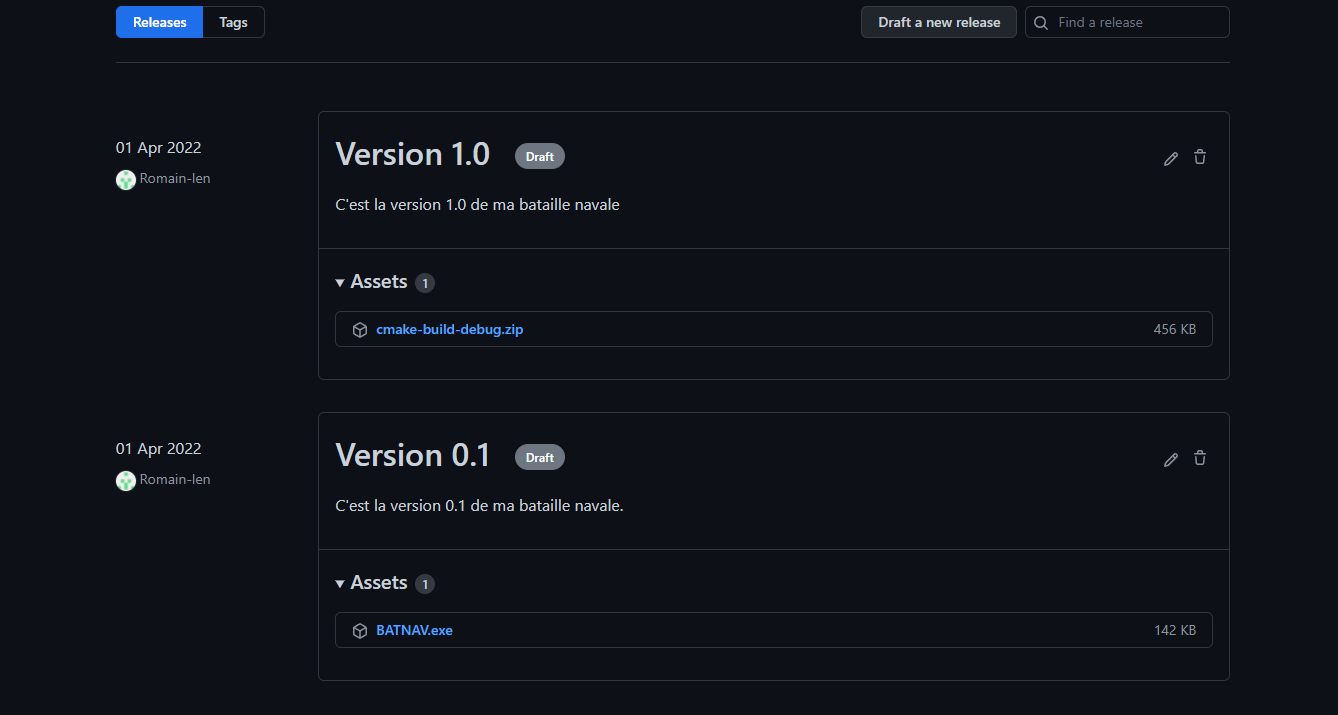 Releases Tags Draft a new release Find a release
01 Apr 2022
Romain-len
Version 1.0 Draft
C'est la version 1.0 de ma bataille navale
Assets 1
cmake-build-debug.zip 456 KB
01 Apr 2022
Romain-len
Version 0.1 Draft
C'est la version 0.1 de ma bataille navale.
Assets 1
BATNAV.exe 142 KB